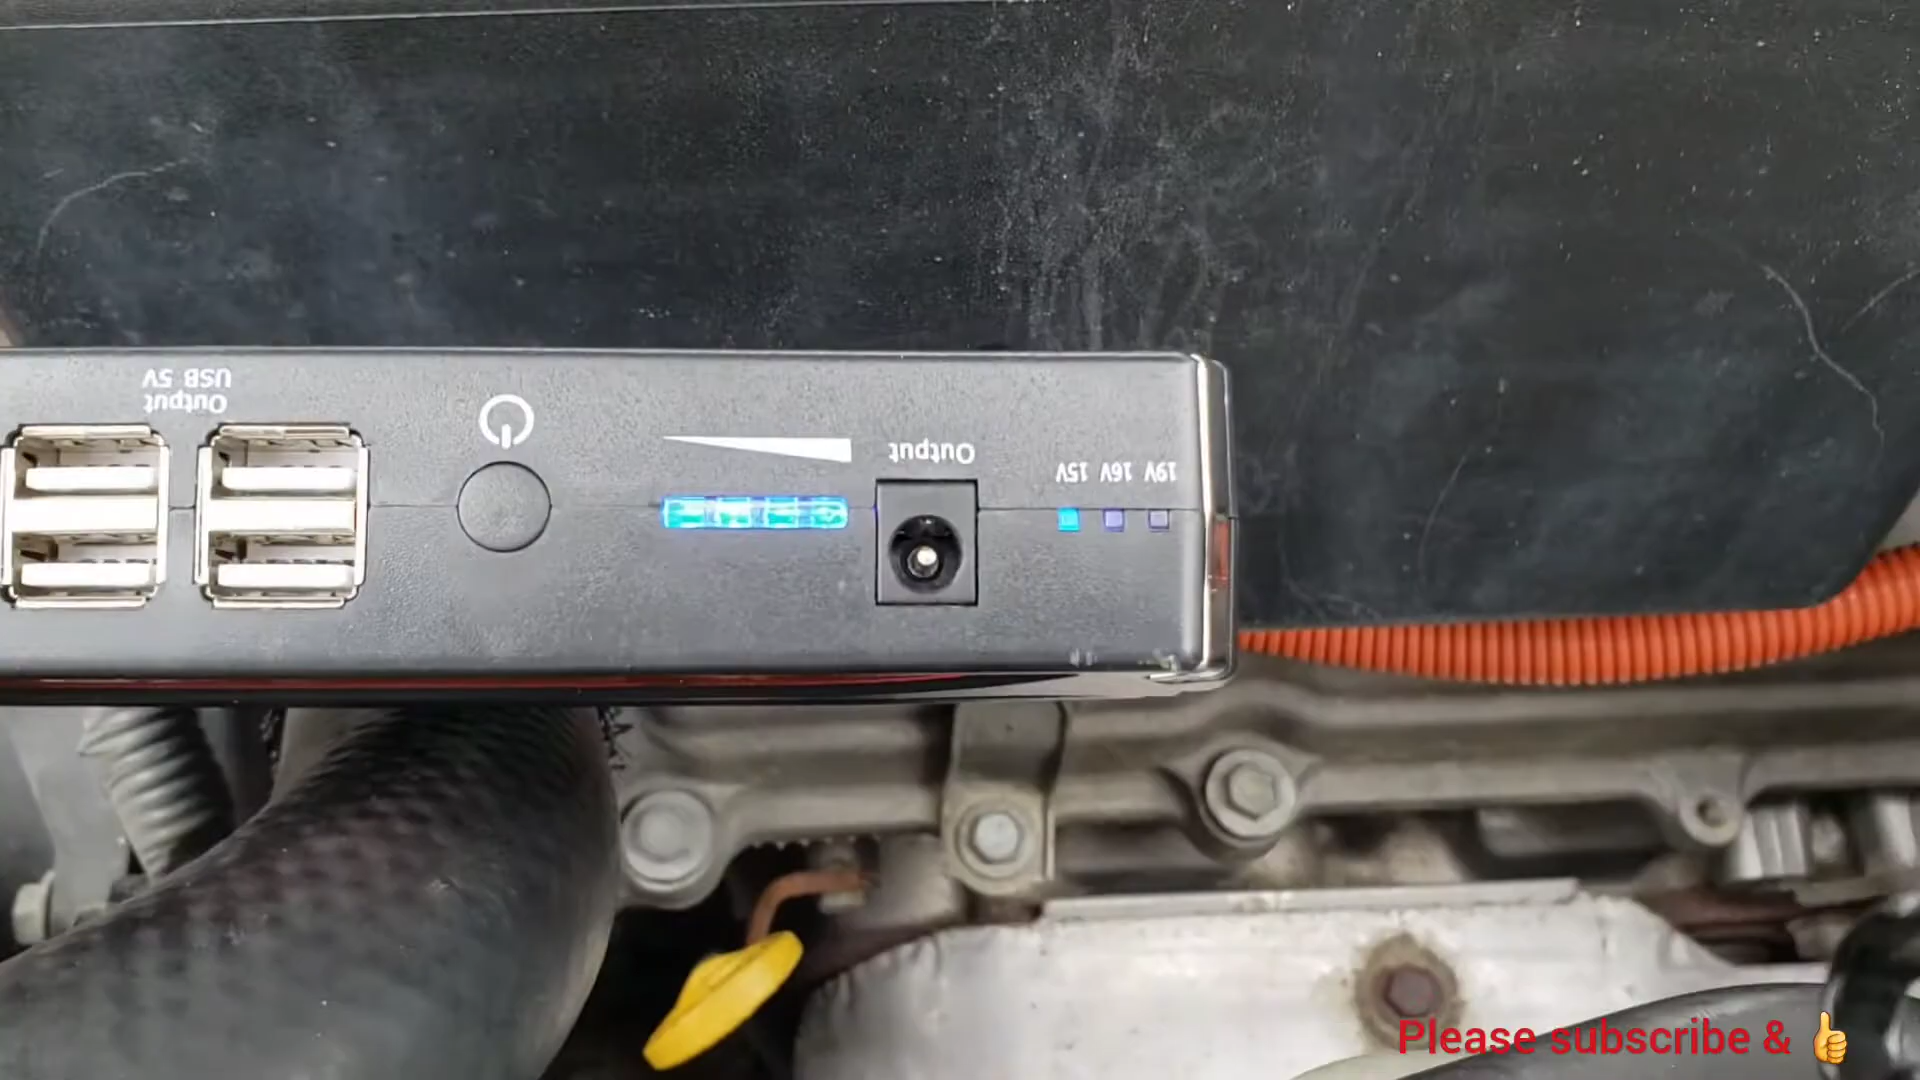 Output
USB 5V
Output
19V 16V 15V
Please subscribe & 👍